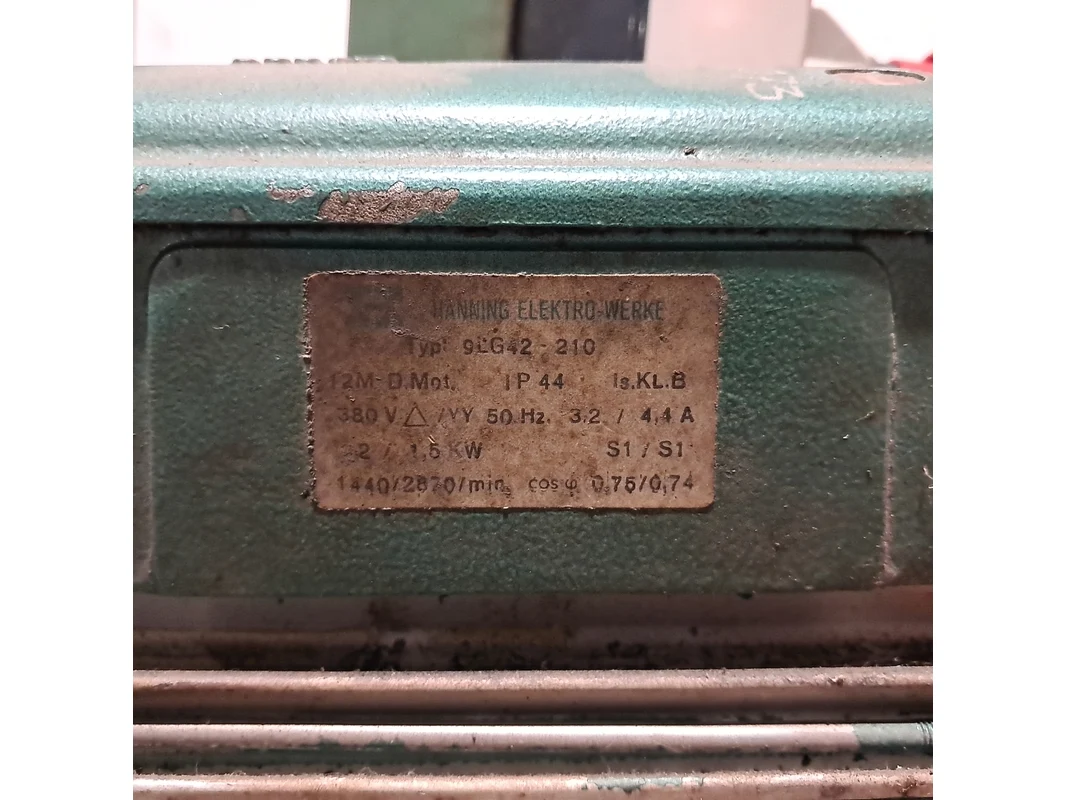 73
HANNING ELEKTRO-WERKE
Typ 9LG42-210
D.Mot. IP 44 Is.KL.B
380 V △/YY 50 Hz. 3,2 / 4,4 A
/ 1,5 KW S1 / S1
1440/2870/min. cos φ 0,75/0,74